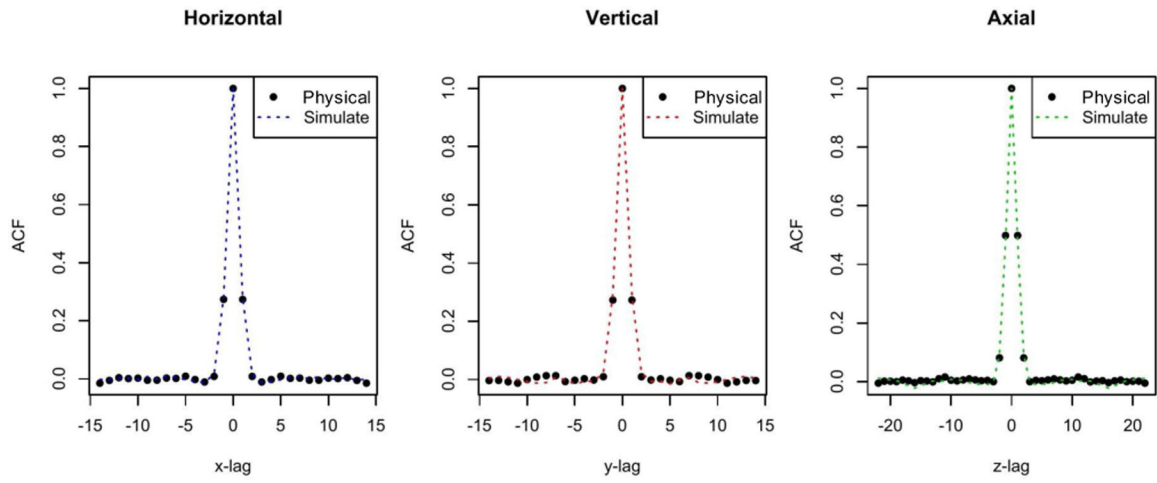 Horizontal
Vertical
Axial
Physical
Simulate
Physical
Simulate
Physical
Simulate
ACF
1.0
0.8
0.6
0.4
0.2
0.0
-15 -10 -5 0 5 10 15
x-lag
ACF
1.0
0.8
0.6
0.4
0.2
0.0
-15 -10 -5 0 5 10 15
y-lag
ACF
1.0
0.8
0.6
0.4
0.2
0.0
-20 -10 0 10 20
z-lag